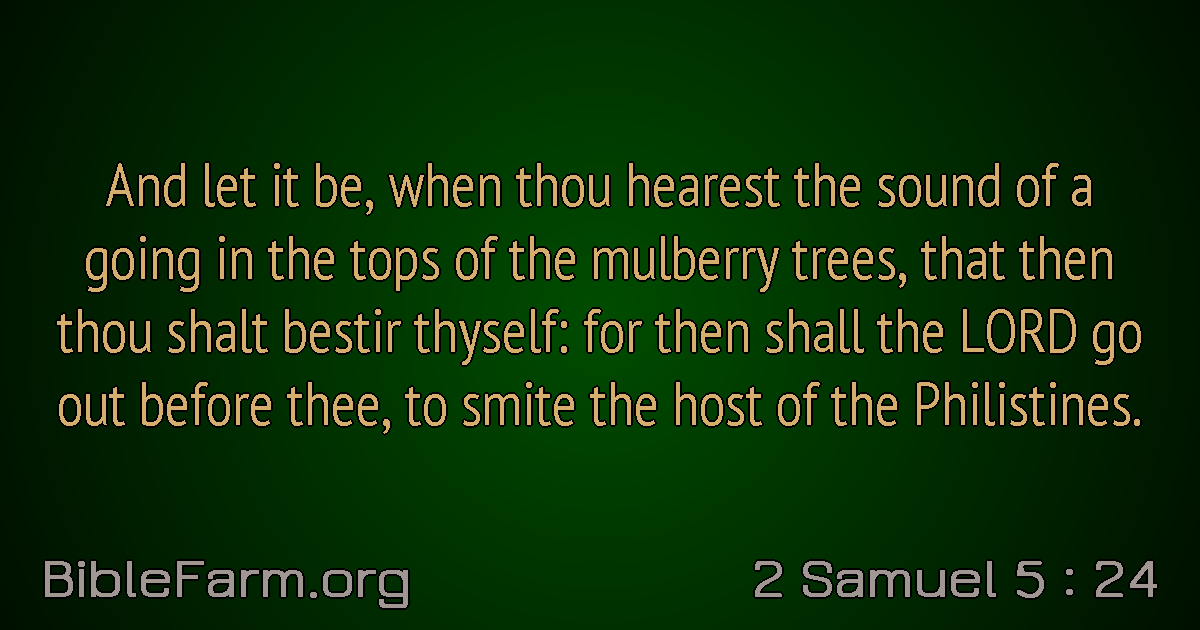 And let it be, when thou hearest the sound of a
going in the tops of the mulberry trees, that then
thou shalt bestir thyself: for then shall the LORD go
out before thee, to smite the host of the Philistines.
BibleFarm.org
2 Samuel 5 : 24